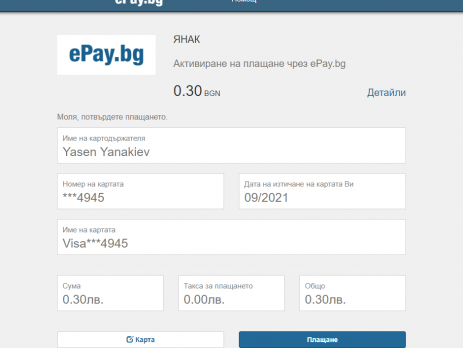 ePay.bg
Помощ
ePay.bg
ЯНАК
Активиране на плащане чрез ePay.bg
0.30 BGN
Детайли
Моля, потвърдете плащането.
Име на картодържателя
Yasen Yanakiev
Номер на картата
***4945
Дата на изтичане на картата Ви
09/2021
Име на картата
Visa***4945
Сума
0.30лв.
Такса за плащането
0.00лв.
Общо
0.30лв.
Карта
Плащане